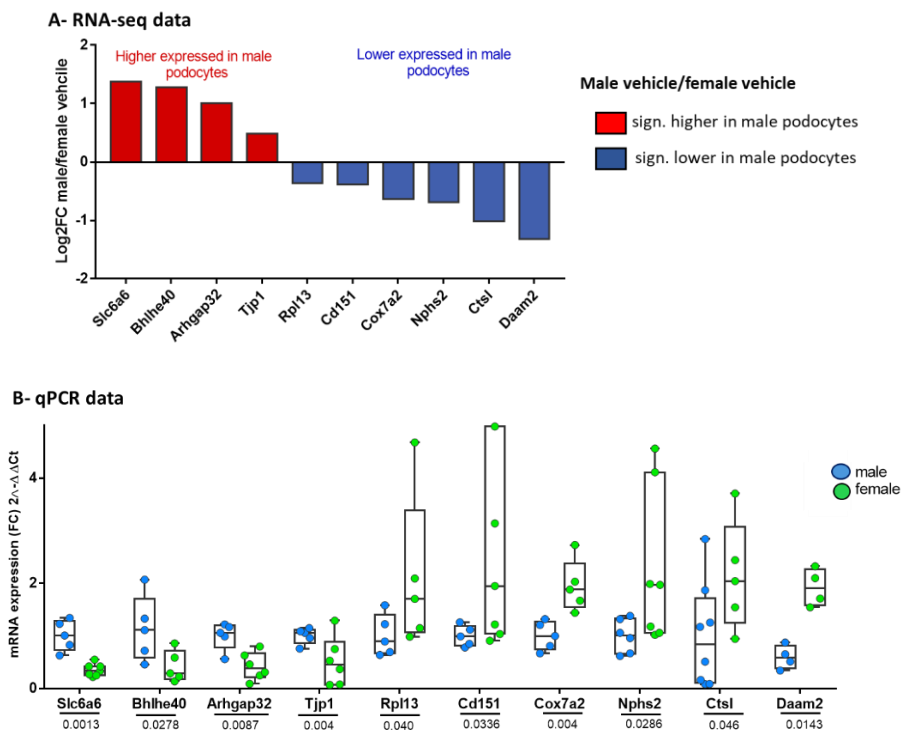 A- RNA-seq data
Log2FC male/female vehcile
2
1
0
-1
-2
Higher expressed in male
podocytes
Lower expressed in male
podocytes
Male vehicle/female vehicle
sign. higher in male podocytes
sign. lower in male podocytes
Slc6a6
Bhlhe40
Arhgap32
Tjp1
Rpl13
Cd151
Cox7a2
Nphs2
Ctsl
Daam2
B- qPCR data
mRNA expression (FC) 2^-ΔΔCt
4
2
0
male
female
Slc6a6 Bhlhe40 Arhgap32 Tjp1 Rpl13 Cd151 Cox7a2 Nphs2 Ctsl Daam2
0.0013 0.0278 0.0087 0.004 0.040 0.0336 0.004 0.0286 0.046 0.0143